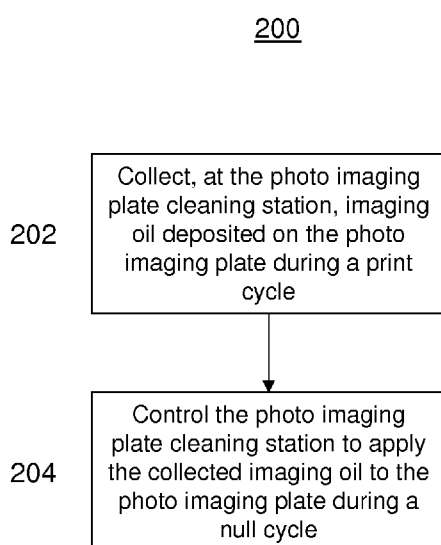 200
202
Collect, at the photo imaging
plate cleaning station, imaging
oil deposited on the photo
imaging plate during a print
cycle
204
Control the photo imaging
plate cleaning station to apply
the collected imaging oil to the
photo imaging plate during a
null cycle